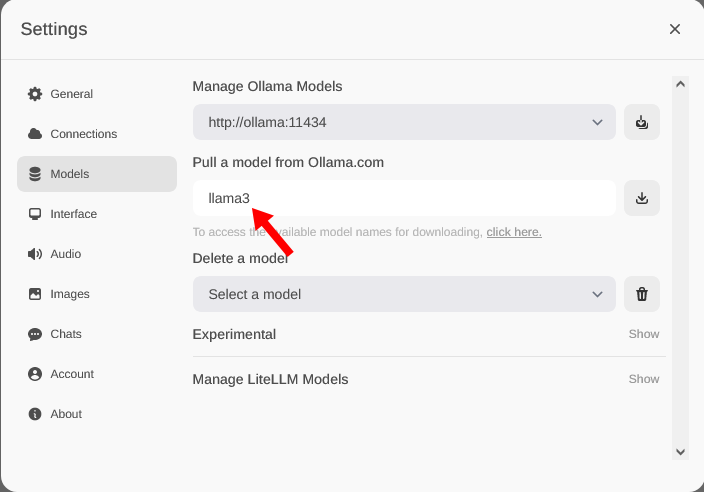 Settings
General
Connections
Models
Interface
Audio
Images
Chats
Account
About
Manage Ollama Models
http://ollama:11434
Pull a model from Ollama.com
llama3
To access the available model names for downloading, click here.
Delete a model
Select a model
Experimental Show
Manage LiteLLM Models Show